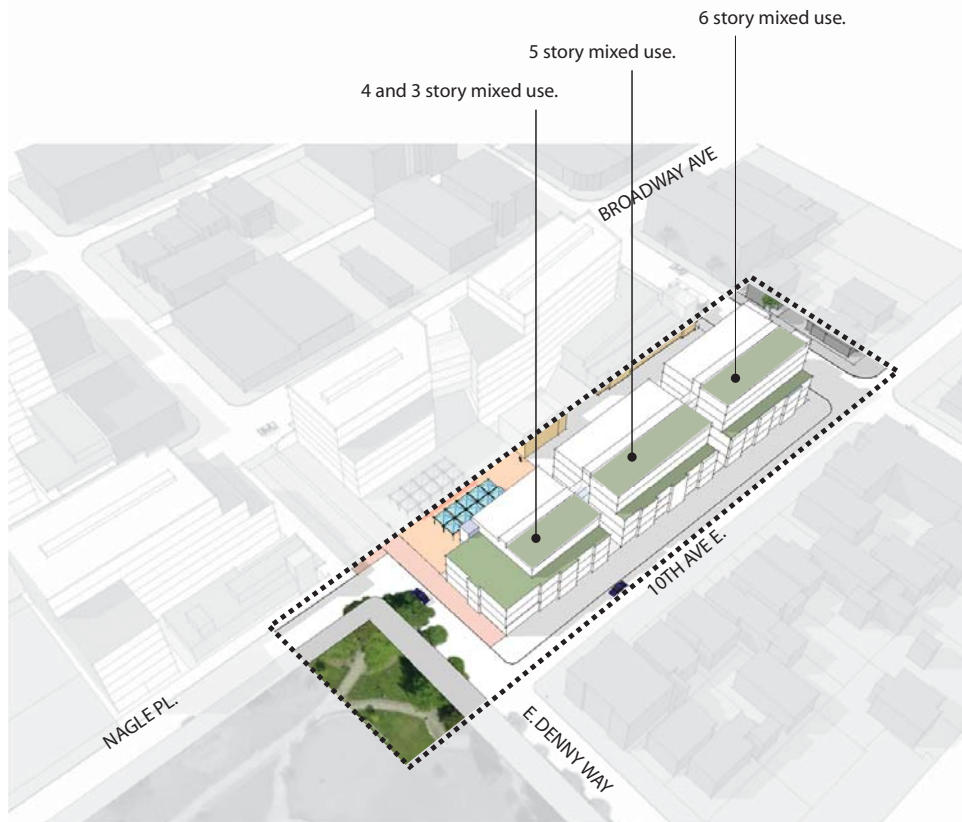 6 story mixed use.
5 story mixed use.
4 and 3 story mixed use.
BROADWAY AVE
10TH AVE E.
NAGLE PL.
E. DENNY WAY